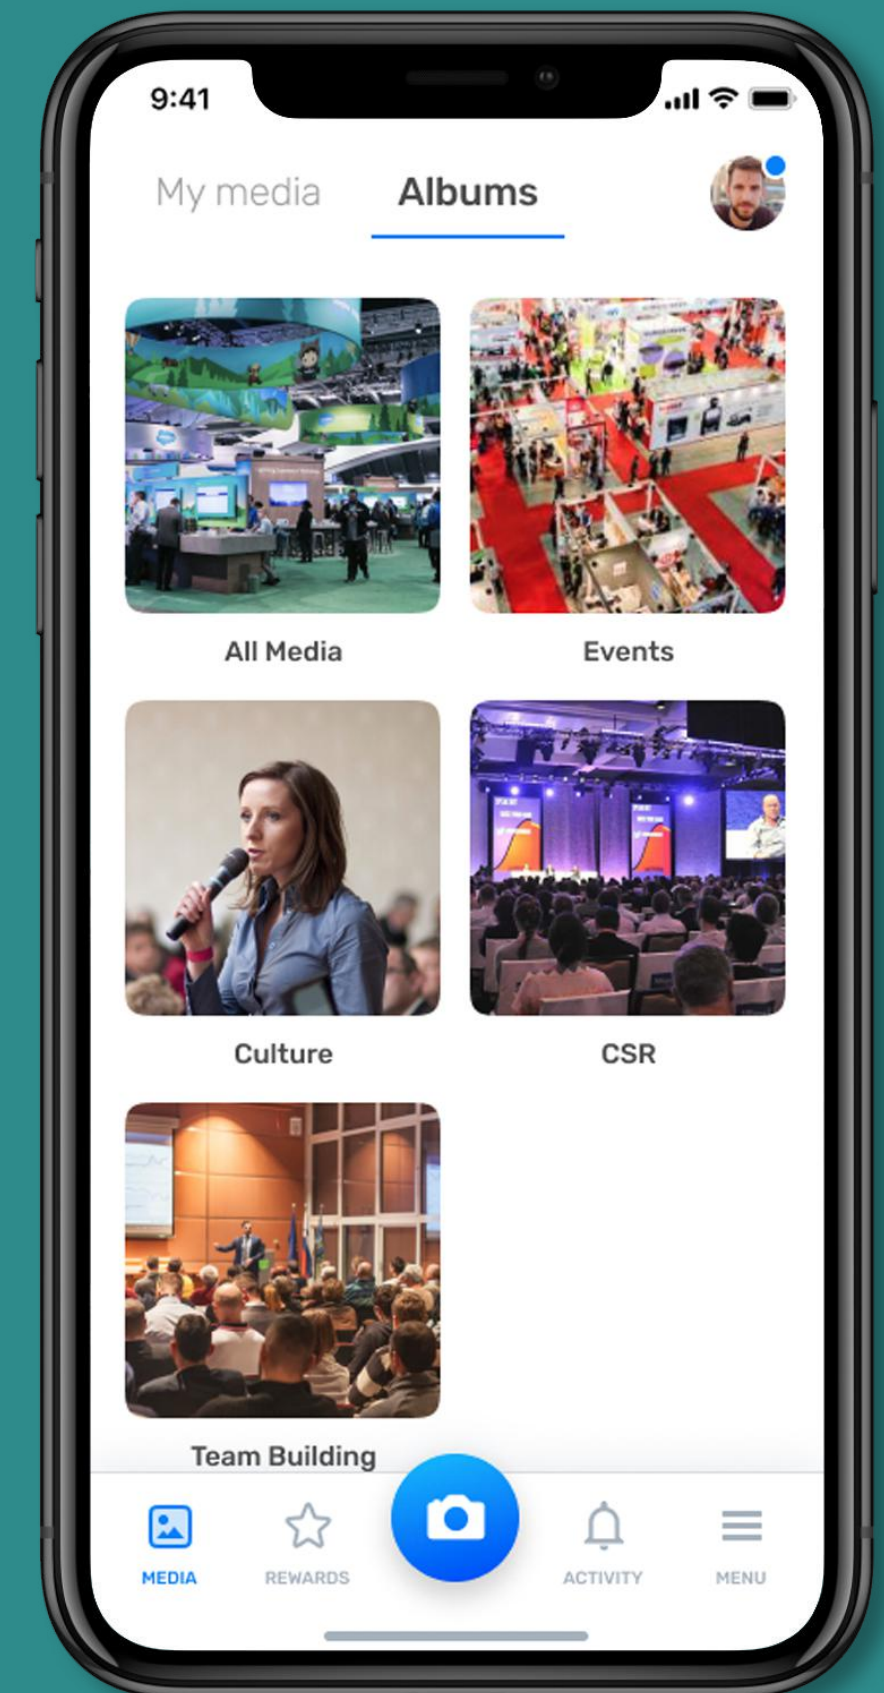 9:41
My media
Albums
All Media
Events
Culture
CSR
Team Building
MEDIA
REWARDS
ACTIVITY
MENU